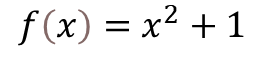 f(x) = x² + 1